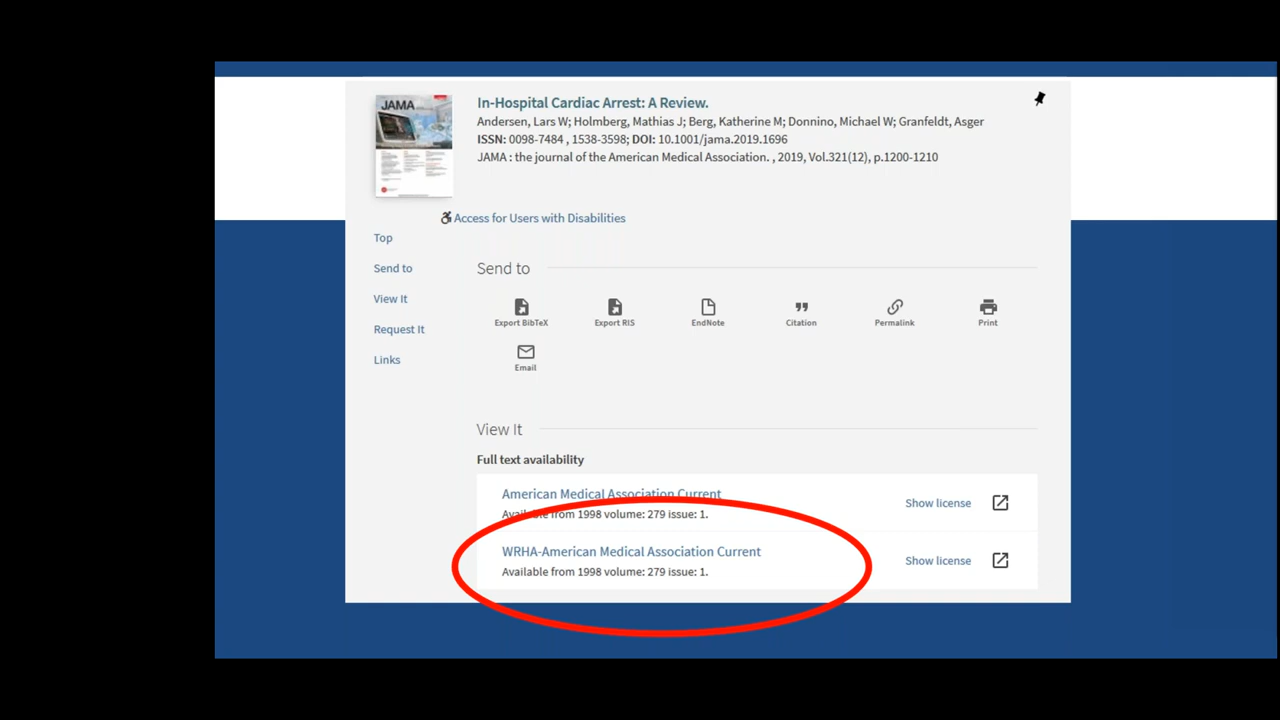 JAMA
In-Hospital Cardiac Arrest: A Review.
Andersen, Lars W; Holmberg, Mathias J; Berg, Katherine M; Donnino, Michael W; Granfeldt, Asger
ISSN: 0098-7484 , 1538-3598; DOI: 10.1001/jama.2019.1696
JAMA : the journal of the American Medical Association. , 2019, Vol.321(12), p.1200-1210
Access for Users with Disabilities
Top
Send to
View It
Request It
Links
Send to
Export BibTeX
Export RIS
EndNote
Citation
Permalink
Print
Email
View It
Full text availability
American Medical Association Current
Available from 1998 volume: 279 issue: 1.
Show license
WRHA-American Medical Association Current
Available from 1998 volume: 279 issue: 1.
Show license